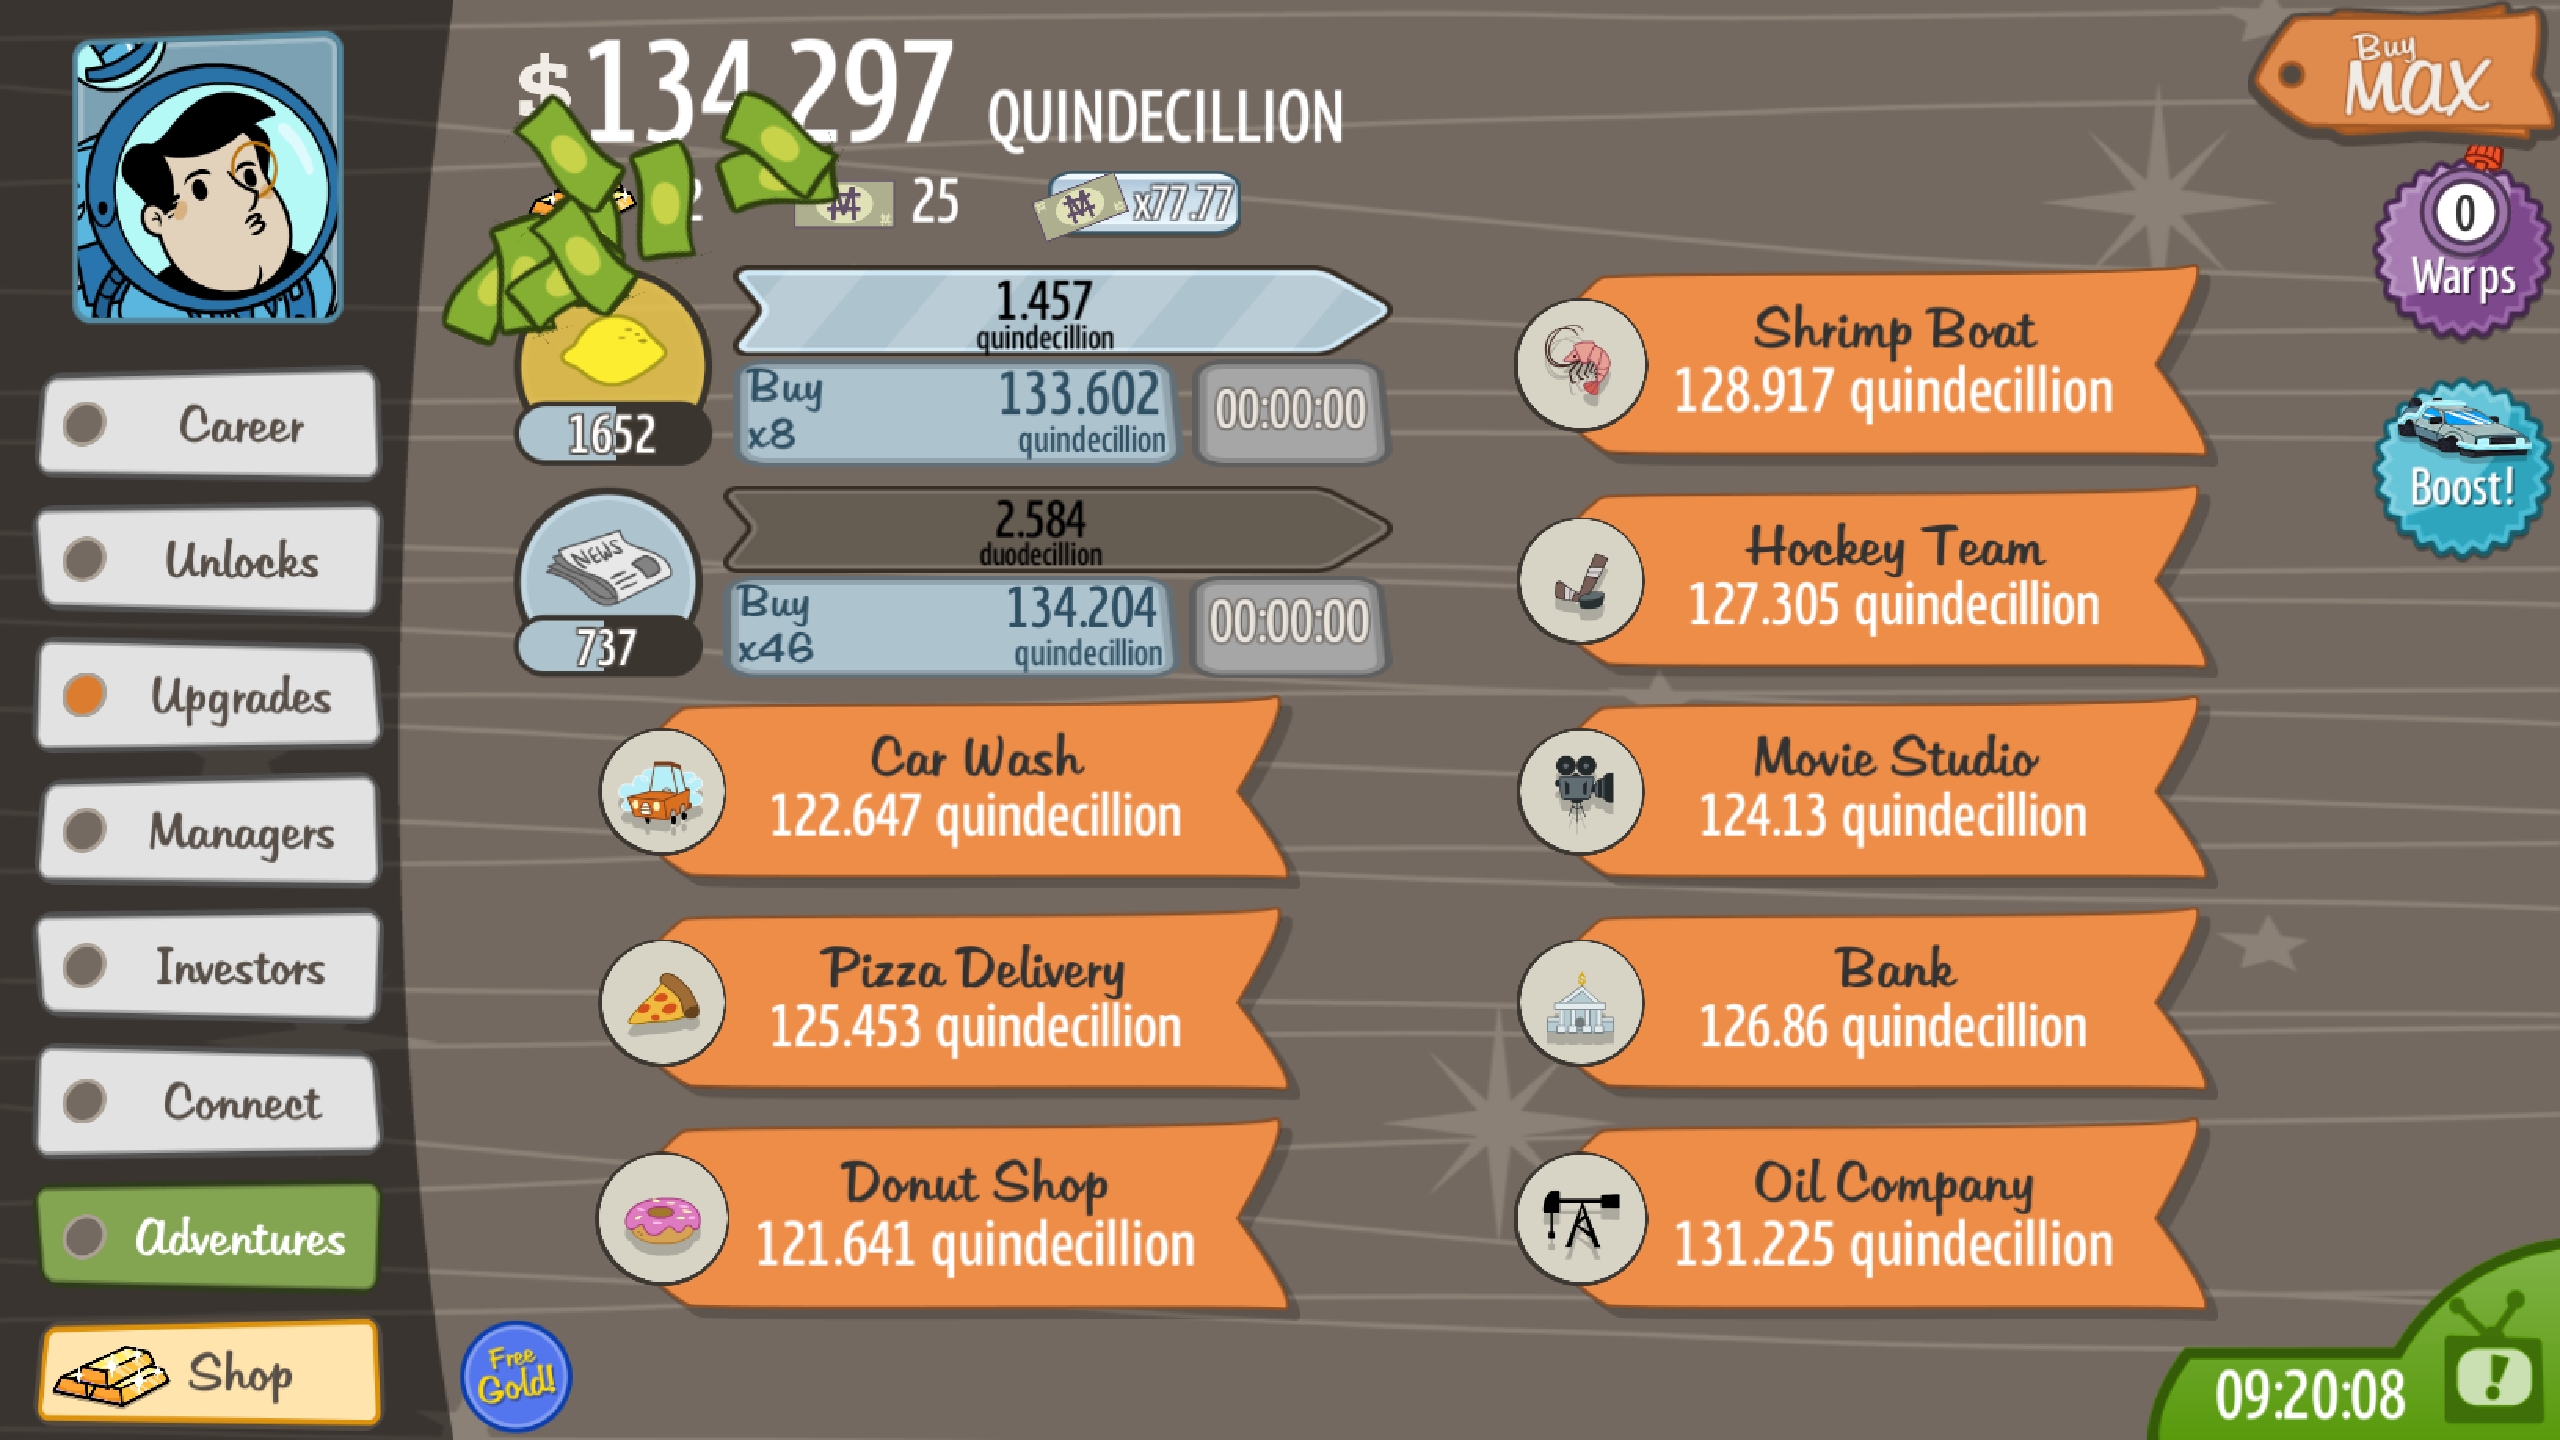 $134.297 QUINDECILLION
25
x77.77
Buy
MAX
0
Warps
Boost!
Career
Unlocks
Upgrades
Managers
Investors
Connect
Adventures
Shop
1.457
quindecillion
Buy
x8
133.602
quindecillion
00:00:00
1652
NEWS
2.584
duodecillion
Buy
x46
134.204
quindecillion
00:00:00
737
Car Wash
122.647 quindecillion
Pizza Delivery
125.453 quindecillion
Donut Shop
121.641 quindecillion
Shrimp Boat
128.917 quindecillion
Hockey Team
127.305 quindecillion
Movie Studio
124.13 quindecillion
Bank
126.86 quindecillion
Oil Company
131.225 quindecillion
Free
Gold!
09:20:08
!